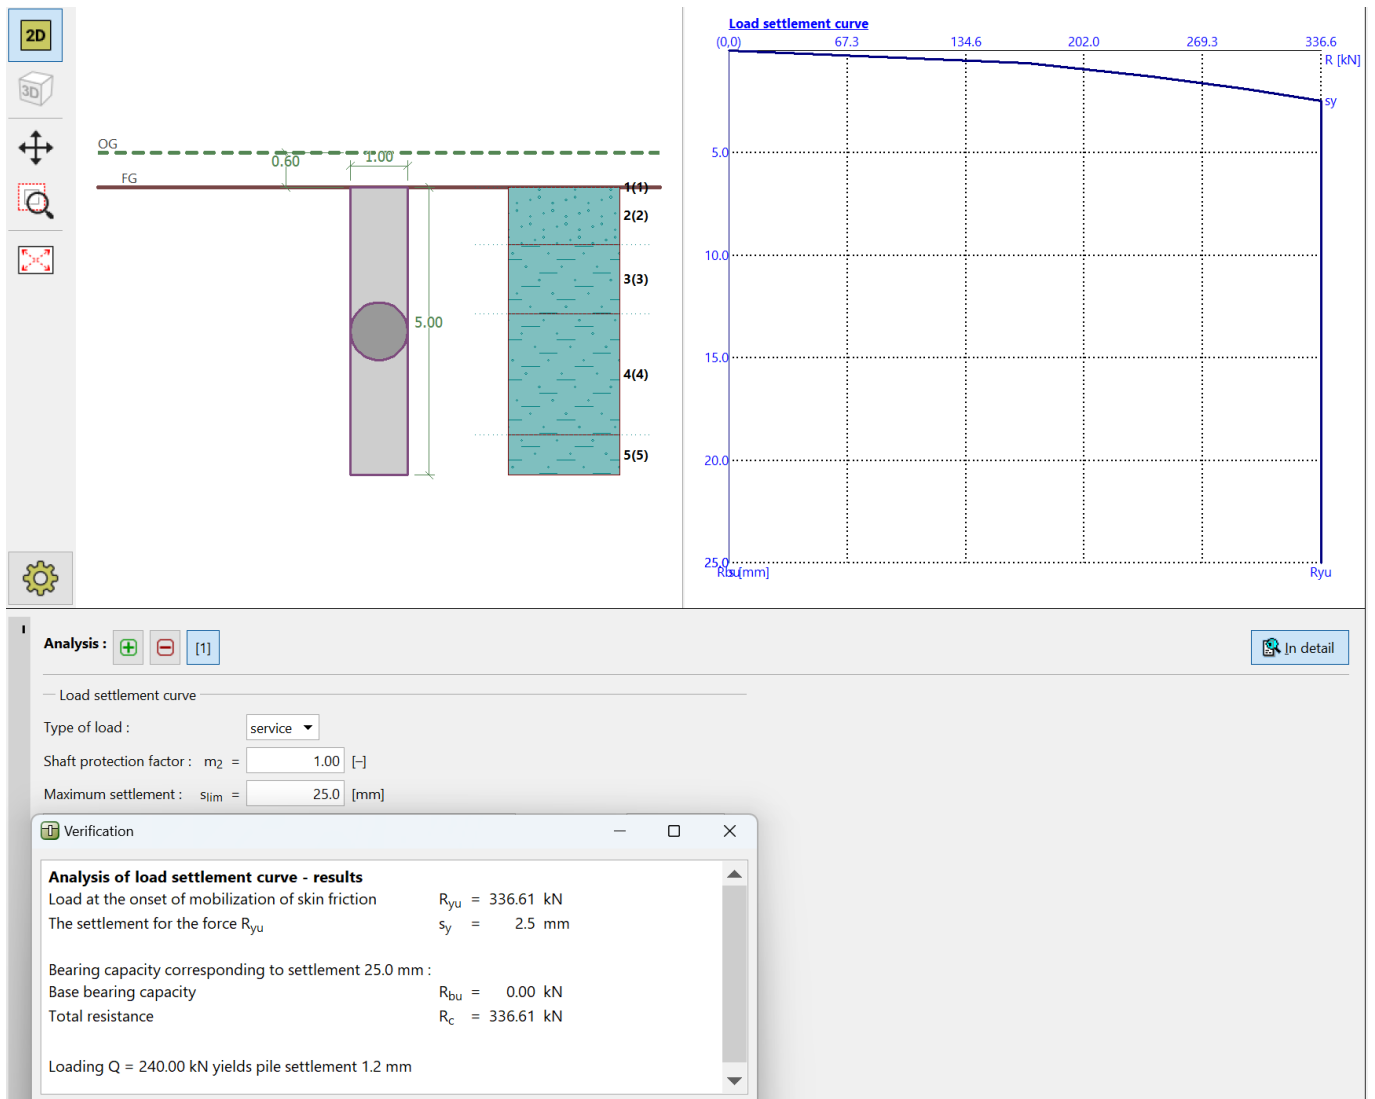 2D
3D
OG
0.60
1.00
FG
1(1)
2(2)
3(3)
5.00
4(4)
5(5)
Load settlement curve
(0,0) 67.3 134.6 202.0 269.3 336.6
R [kN]
sy
5.0
10.0
15.0
20.0
25.0
Rbu
s [mm]
Ryu
Analysis : [1]
In detail
Load settlement curve
Type of load : service
Shaft protection factor : m2 = 1.00 [–]
Maximum settlement : slim = 25.0 [mm]
Verification
Analysis of load settlement curve - results
Load at the onset of mobilization of skin friction Ryu = 336.61 kN
The settlement for the force Ryu sy = 2.5 mm
Bearing capacity corresponding to settlement 25.0 mm :
Base bearing capacity Rbu = 0.00 kN
Total resistance Rc = 336.61 kN
Loading Q = 240.00 kN yields pile settlement 1.2 mm